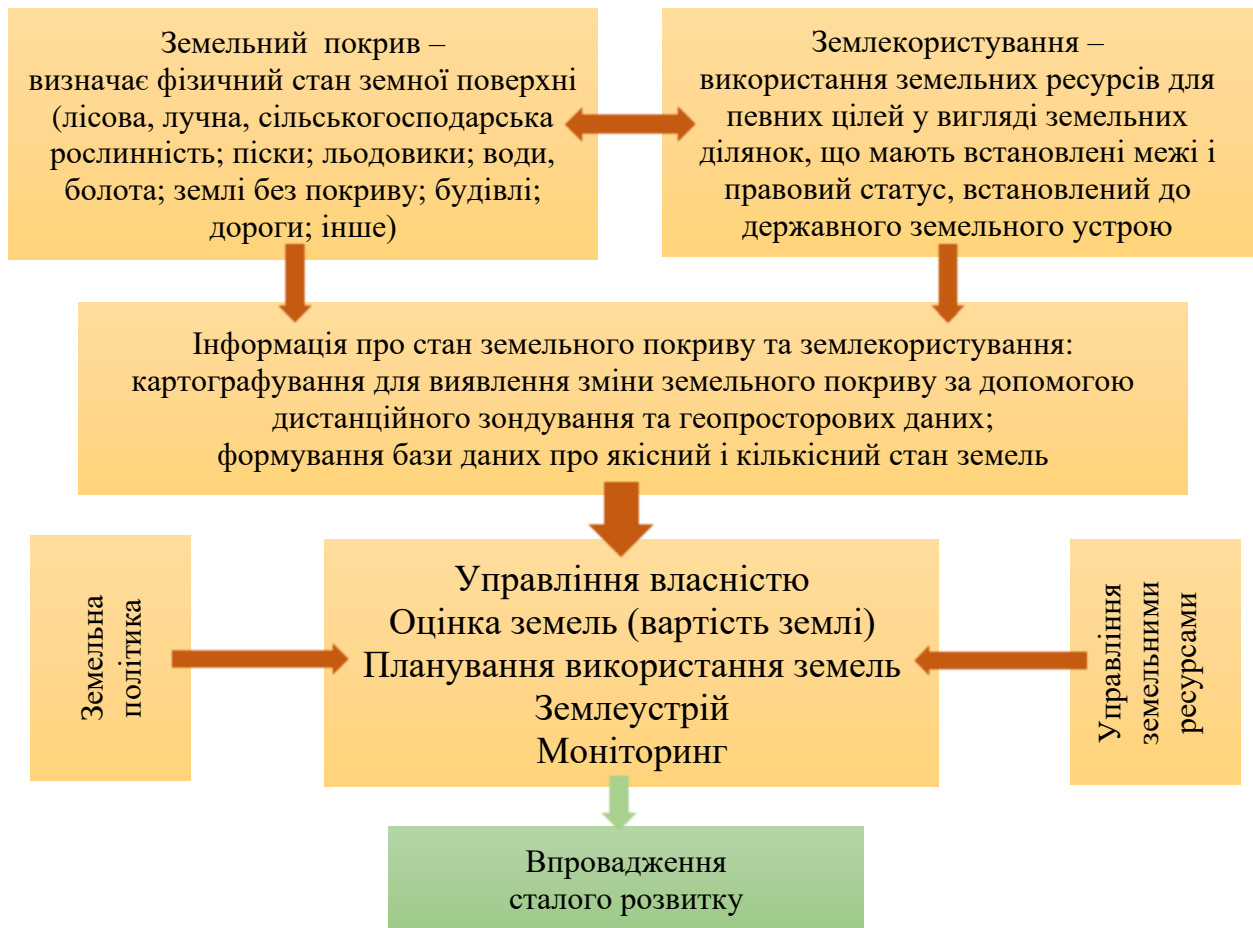 Земельний покрив –
визначає фізичний стан земної поверхні
(лісова, лучна, сільськогосподарська
рослинність; піски; льодовики; води,
болота; землі без покриву; будівлі;
дороги; інше)
Землекористування –
використання земельних ресурсів для
певних цілей у вигляді земельних
ділянок, що мають встановлені межі і
правовий статус, встановлений до
державного земельного устрою
Інформація про стан земельного покриву та землекористування:
картографування для виявлення зміни земельного покриву за допомогою
дистанційного зондування та геопросторових даних;
формування бази даних про якісний і кількісний стан земель
Земельна
політика
Управління власністю
Оцінка земель (вартість землі)
Планування використання земель
Землеустрій
Моніторинг
Управління
земельними
ресурсами
Впровадження
сталого розвитку